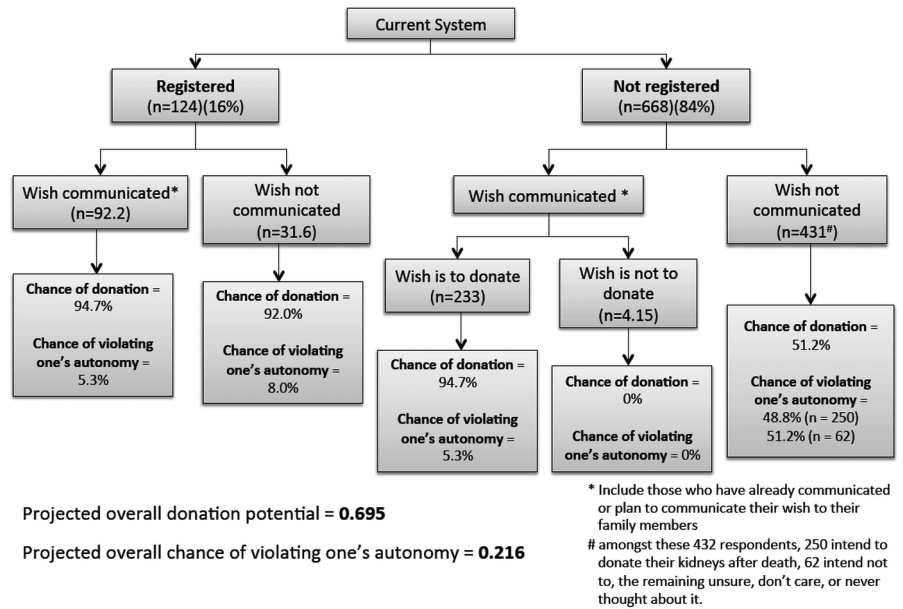 Current System
Registered
(n=124)(16%)
Not registered
(n=668)(84%)
Wish communicated*
(n=92.2)
Wish not
communicated
(n=31.6)
Wish communicated *
Wish not
communicated
(n=431#)
Wish is to donate
(n=233)
Wish is not to
donate
(n=4.15)
Chance of donation =
94.7%
Chance of violating
one's autonomy =
5.3%
Chance of donation =
92.0%
Chance of violating
one's autonomy =
8.0%
Chance of donation =
94.7%
Chance of violating
one's autonomy =
5.3%
Chance of donation =
0%
Chance of violating
one's autonomy = 0%
Chance of donation =
51.2%
Chance of violating
one's autonomy =
48.8% (n = 250)
51.2% (n = 62)
Projected overall donation potential = 0.695
Projected overall chance of violating one's autonomy = 0.216
* Include those who have already communicated
or plan to communicate their wish to their
family members
# amongst these 432 respondents, 250 intend to
donate their kidneys after death, 62 intend not
to, the remaining unsure, don't care, or never
thought about it.